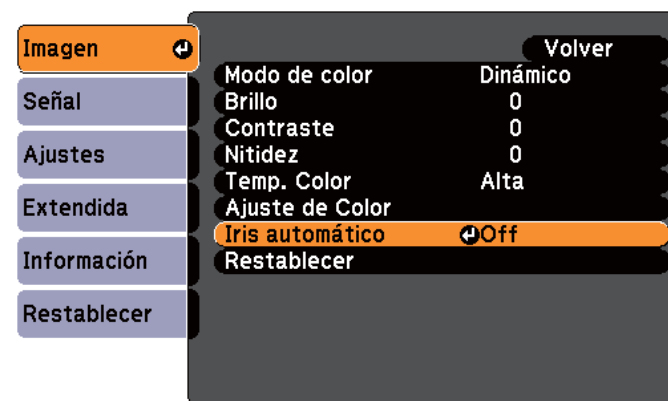 Imagen
Señal
Ajustes
Extendida
Información
Restablecer
Volver
Modo de color Dinámico
Brillo 0
Contraste 0
Nitidez 0
Temp. Color Alta
Ajuste de Color
Iris automático Off
Restablecer